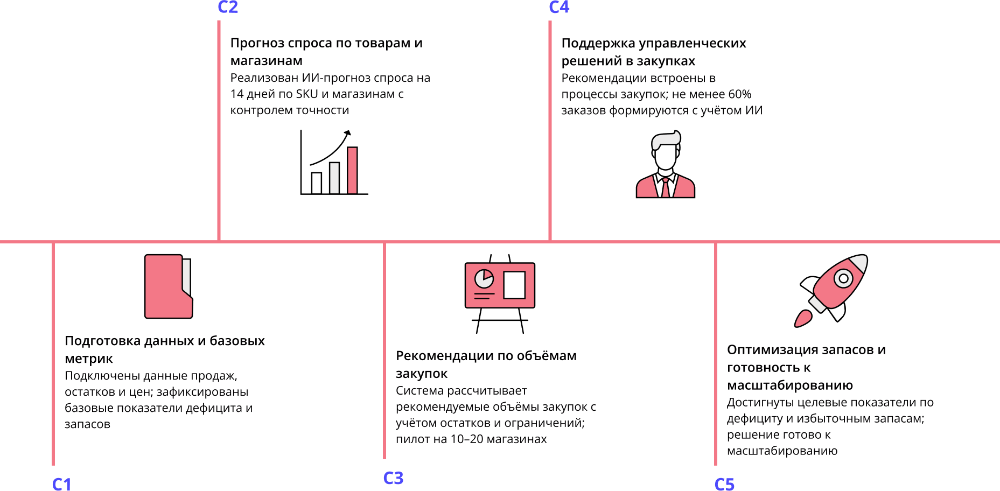 C2
Прогноз спроса по товарам и
магазинам
Реализован ИИ-прогноз спроса на
14 дней по SKU и магазинам с
контролем точности
C4
Поддержка управленческих
решений в закупках
Рекомендации встроены в
процессы закупок; не менее 60%
заказов формируются с учётом ИИ
Подготовка данных и базовых
метрик
Подключены данные продаж,
остатков и цен; зафиксированы
базовые показатели дефицита и
запасов
C1
Рекомендации по объёмам
закупок
Система рассчитывает
рекомендуемые объёмы закупок с
учётом остатков и ограничений;
пилот на 10–20 магазинах
C3
Оптимизация запасов и
готовность к
масштабированию
Достигнуты целевые показатели по
дефициту и избыточным запасам;
решение готово к
масштабированию
C5